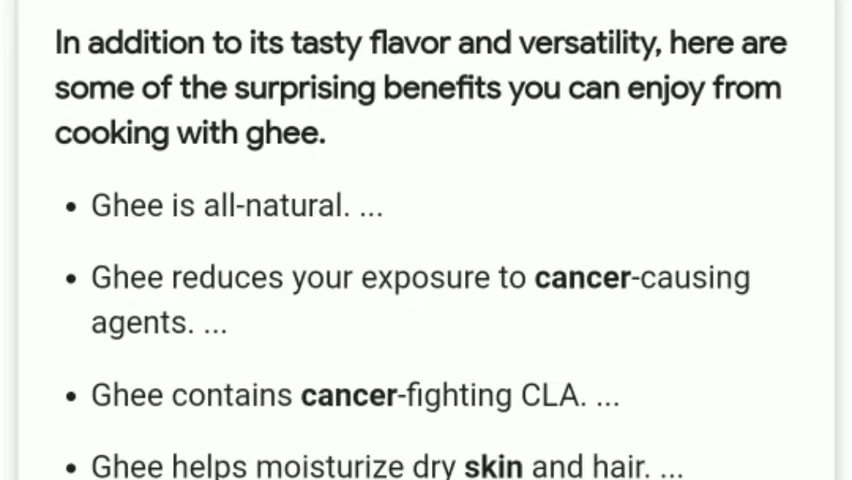 In addition to its tasty flavor and versatility, here are
some of the surprising benefits you can enjoy from
cooking with ghee.
• Ghee is all-natural. ...
• Ghee reduces your exposure to cancer-causing
agents. ...
• Ghee contains cancer-fighting CLA. ...
• Ghee helps moisturize dry skin and hair. ...